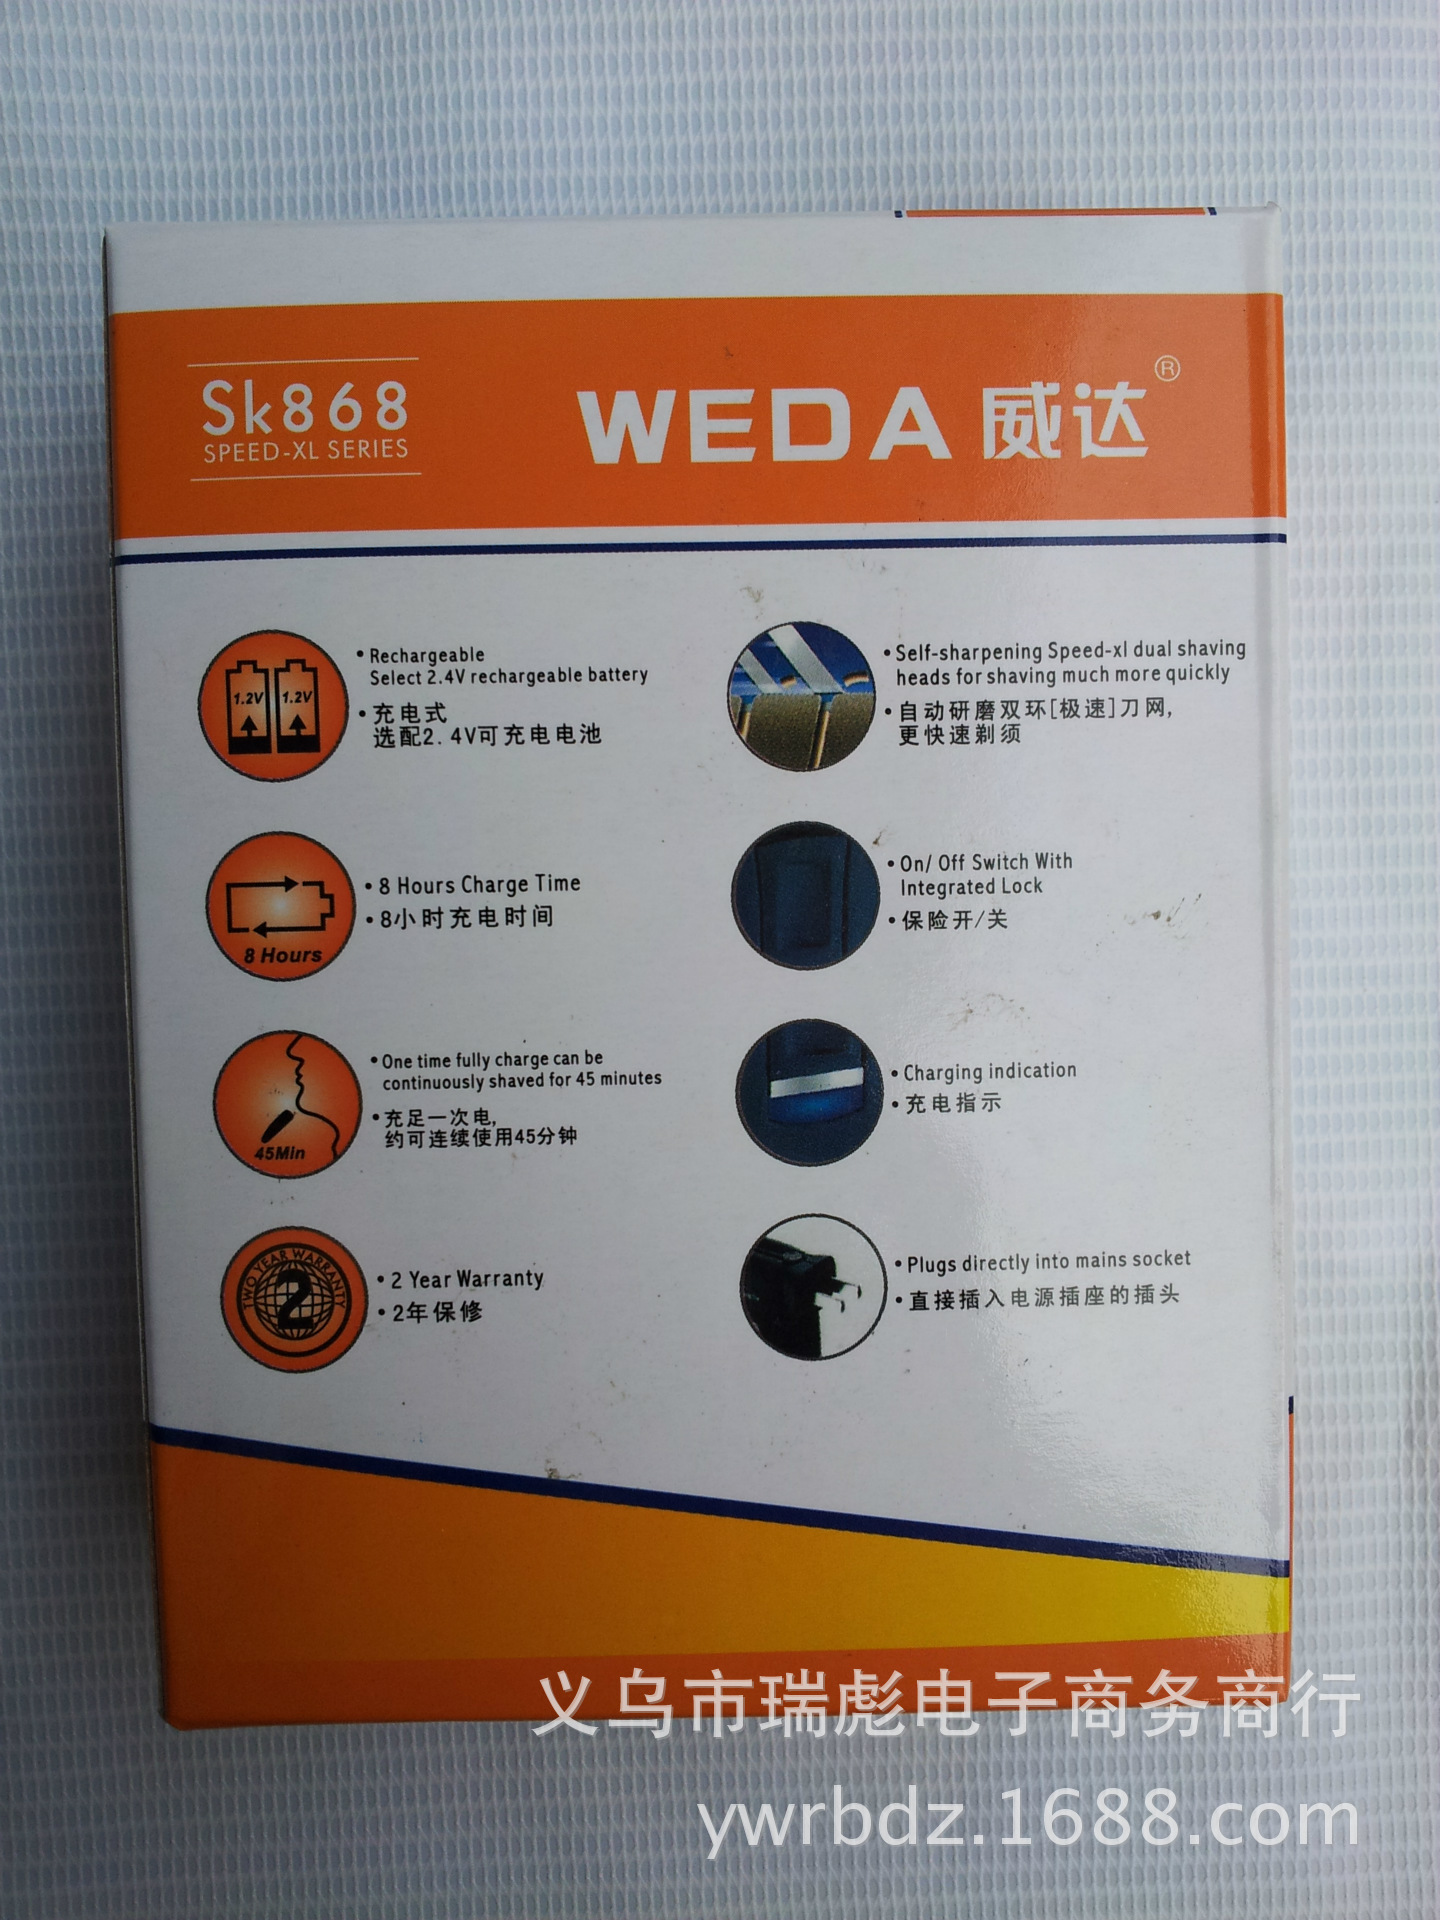 Sk868
SPEED-XL SERIES
WEDA 威达®
1.2V 1.2V
• Rechargeable
Select 2.4V rechargeable battery
• 充电式
选配2.4V可充电电池
8 Hours
• 8 Hours Charge Time
• 8小时充电时间
45Min
• One time fully charge can be
continuously shaved for 45 minutes
• 充足一次电,
约可连续使用45分钟
TWO YEAR WARRANTY
2
• 2 Year Warranty
• 2年保修
• Self-sharpening Speed-xl dual shaving
heads for shaving much more quickly
• 自动研磨双环[极速]刀网,
更快速剃须
• On/ Off Switch With
Integrated Lock
• 保险开/关
• Charging indication
• 充电指示
• Plugs directly into mains socket
• 直接插入电源插座的插头
义乌市瑞彪电子商务商行
ywrbdz.1688.com